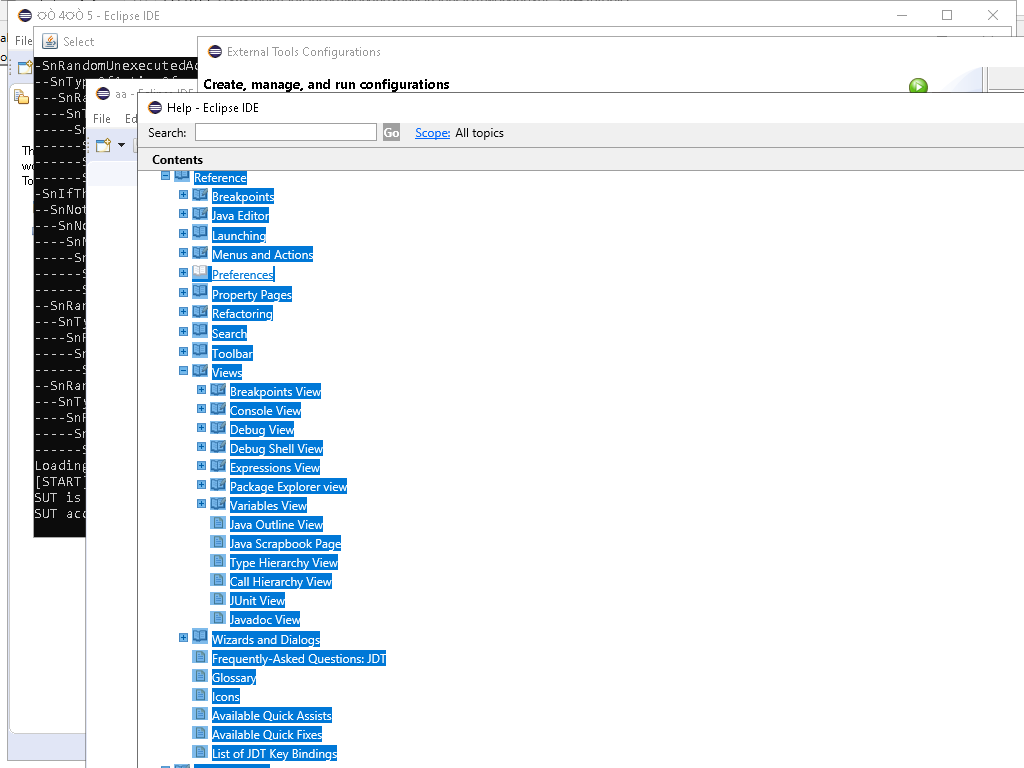 5 - Eclipse IDE
File
Select
External Tools Configurations
-SnRandomUnexecutedAc
Create, manage, and run configurations
aa - Eclipse IDE
File Ed
Help - Eclipse IDE
Search: Go Scope: All topics
Contents
Reference
Breakpoints
Java Editor
Launching
Menus and Actions
Preferences
Property Pages
Refactoring
Search
Toolbar
Views
Breakpoints View
Console View
Debug View
Debug Shell View
Expressions View
Package Explorer view
Variables View
Java Outline View
Java Scrapbook Page
Type Hierarchy View
Call Hierarchy View
JUnit View
Javadoc View
Wizards and Dialogs
Frequently-Asked Questions: JDT
Glossary
Icons
Available Quick Assists
Available Quick Fixes
List of JDT Key Bindings
Th
wo
To
---SnRa
----SnT
-----Sn
------S
------S
------S
-SnIfTh
--SnNot
---SnNo
----SnN
-----Sn
------S
------S
--SnRan
---SnTy
----SnR
-----Sn
------S
--SnRan
---SnTy
----SnR
-----Sn
------S
Loading
[START]
SUT is
SUT acc